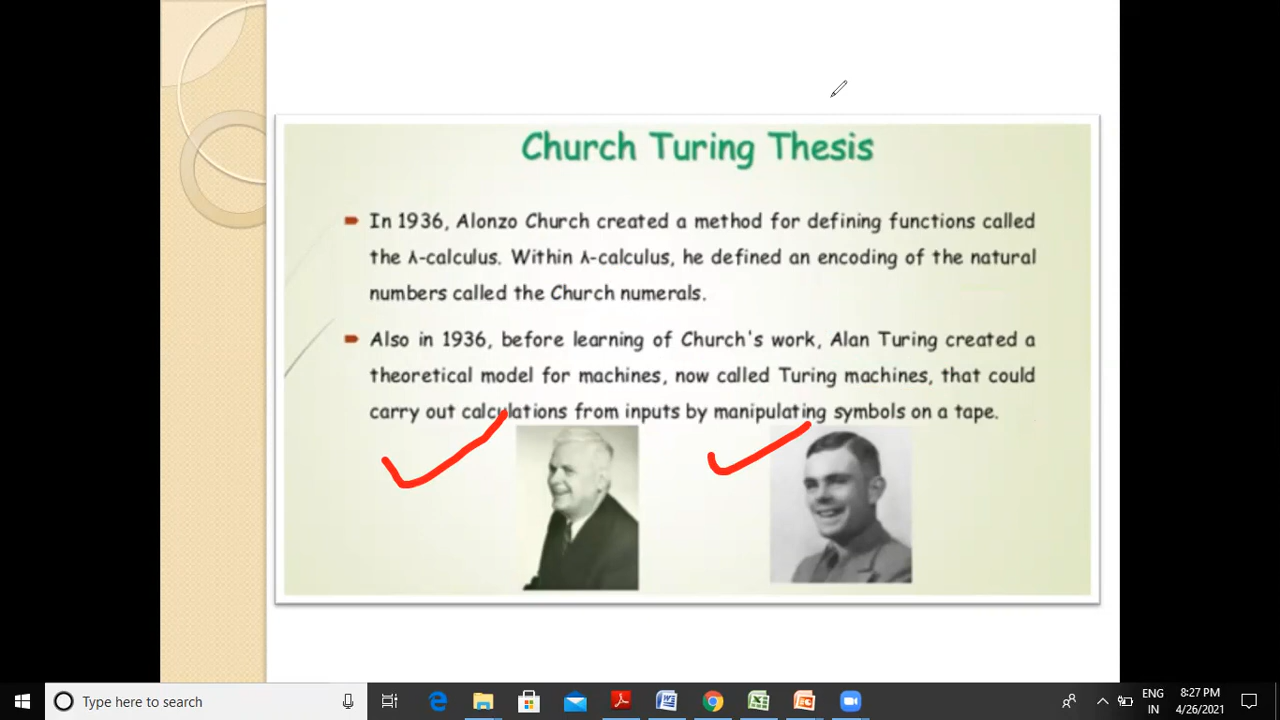 Church Turing Thesis
In 1936, Alonzo Church created a method for defining functions called
the λ-calculus. Within λ-calculus, he defined an encoding of the natural
numbers called the Church numerals.
Also in 1936, before learning of Church's work, Alan Turing created a
theoretical model for machines, now called Turing machines, that could
carry out calculations from inputs by manipulating symbols on a tape.
Type here to search
ENG
IN
8:27 PM
4/26/2021